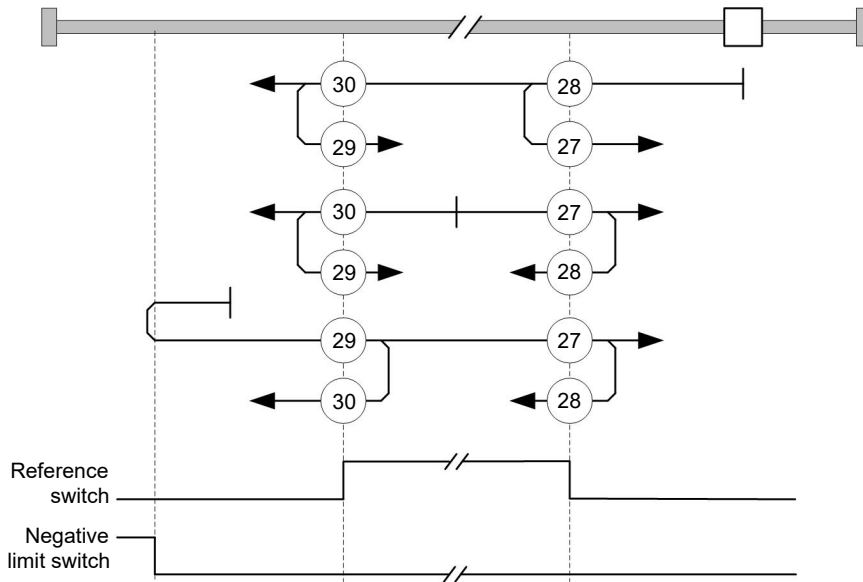 30 28
29 27
30 27
29 28
29 27
30 28
Reference
switch
Negative
limit switch